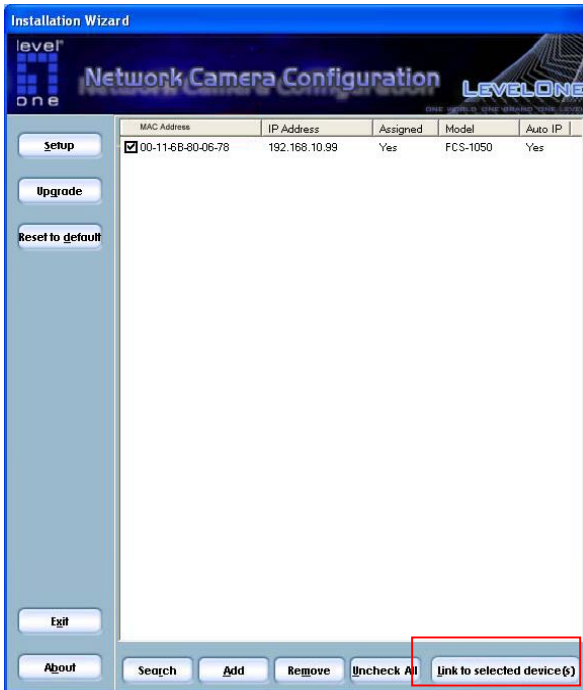 Installation Wizard
level
one
Network Camera Configuration
LEVELONE
ONE WORLD ONE BRAND ONE LEVEL
MAC Address IP Address Assigned Model Auto IP
00-11-6B-80-06-78 192.168.10.99 Yes FCS-1050 Yes
Setup
Upgrade
Reset to default
Exit
About
Search Add Remove Uncheck All Link to selected device(s)